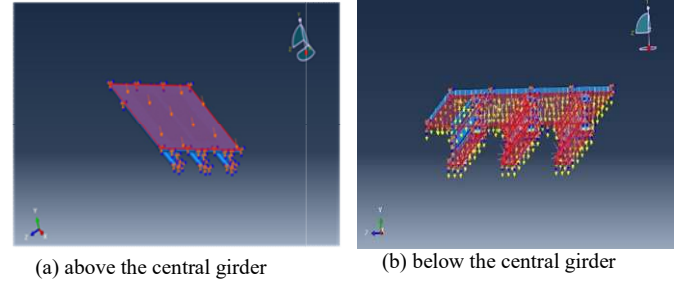 (a) above the central girder
(b) below the central girder